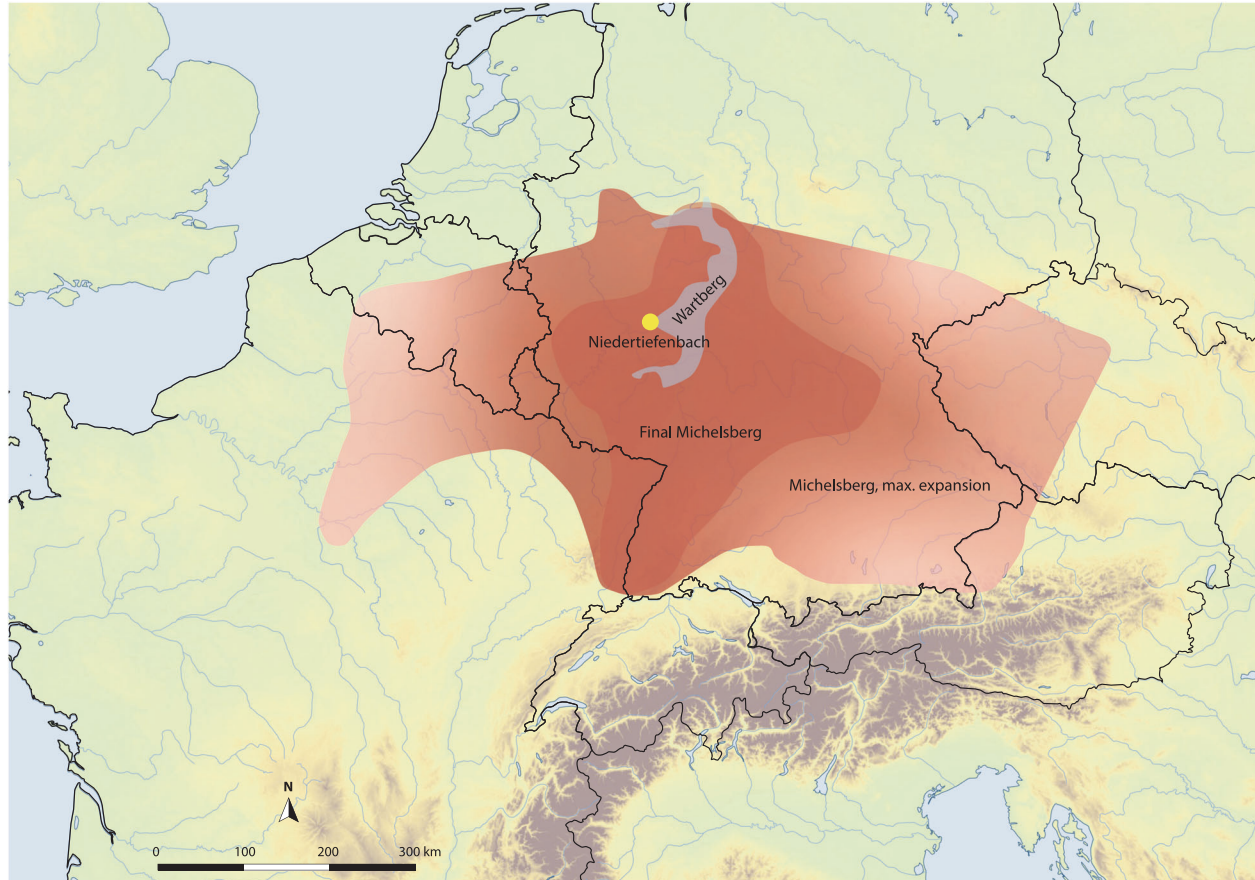 Wartberg
Niedertiefenbach
Final Michelsberg
Michelsberg, max. expansion
N
0 100 200 300 km